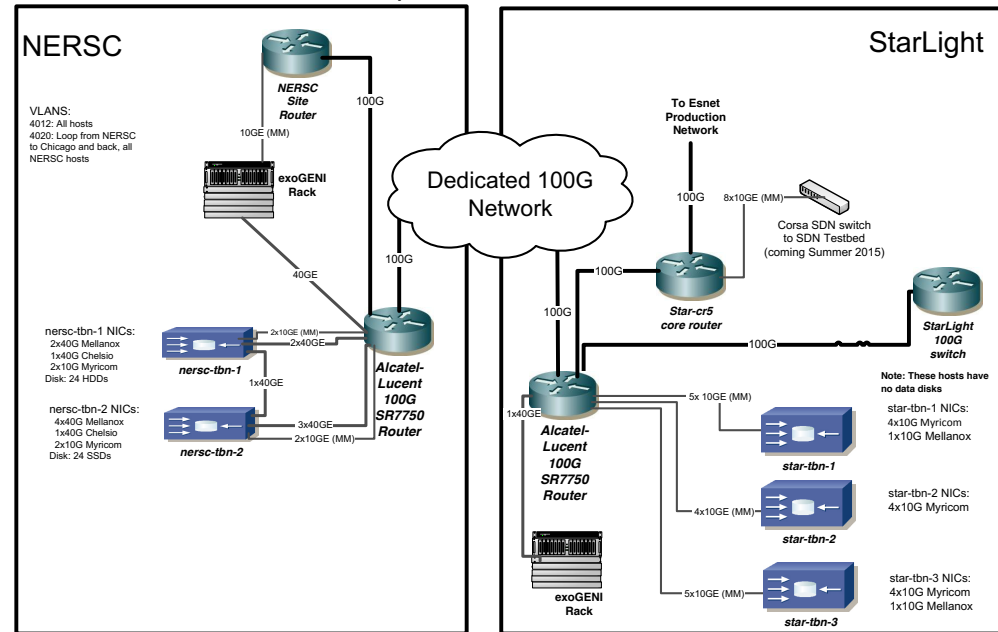 NERSC
StarLight
NERSC
Site
Router
100G
VLANS:
4012: All hosts
4020: Loop from NERSC
to Chicago and back, all
NERSC hosts
10GE (MM)
exoGENI
Rack
40GE
Dedicated 100G
Network
100G
nersc-tbn-1 NICs:
2x40G Mellanox
1x40G Chelsio
2x10G Myricom
Disk: 24 HDDs
nersc-tbn-1
2x10GE (MM)
2x40GE
1x40GE
Alcatel-
Lucent
100G
SR7750
Router
nersc-tbn-2 NICs:
4x40G Mellanox
1x40G Chelsio
2x10G Myricom
Disk: 24 SSDs
nersc-tbn-2
3x40GE
2x10GE (MM)
To Esnet
Production
Network
100G
8x10GE (MM)
Corsa SDN switch
to SDN Testbed
(coming Summer 2015)
100G
Star-cr5
core router
100G
100G
StarLight
100G
switch
Note: These hosts have
no data disks
1x40GE
Alcatel-
Lucent
100G
SR7750
Router
5x 10GE (MM)
star-tbn-1
star-tbn-1 NICs:
4x10G Myricom
1x10G Mellanox
4x10GE (MM)
star-tbn-2
star-tbn-2 NICs:
4x10G Myricom
exoGENI
Rack
5x10GE (MM)
star-tbn-3
star-tbn-3 NICs:
4x10G Myricom
1x10G Mellanox